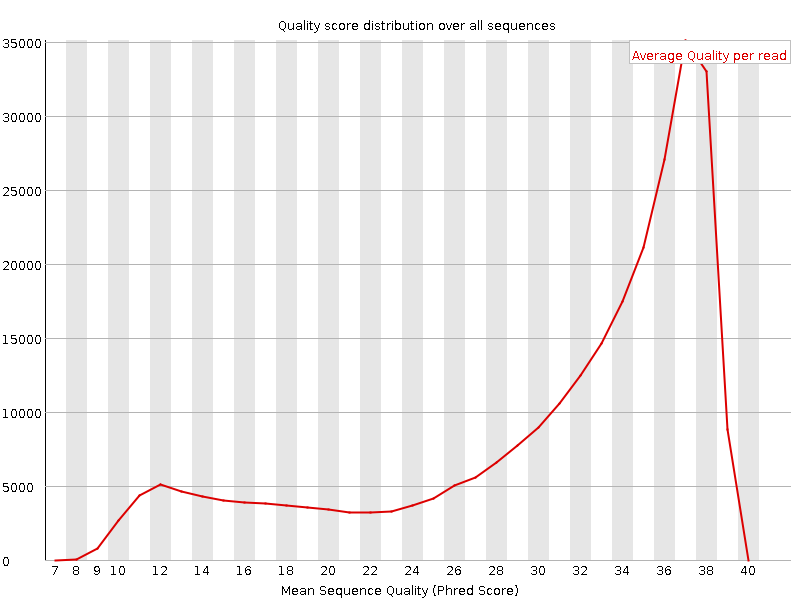 Quality score distribution over all sequences
Average Quality per read
35000
30000
25000
20000
15000
10000
5000
0
7 8 9 10 12 14 16 18 20 22 24 26 28 30 32 34 36 38 40
Mean Sequence Quality (Phred Score)